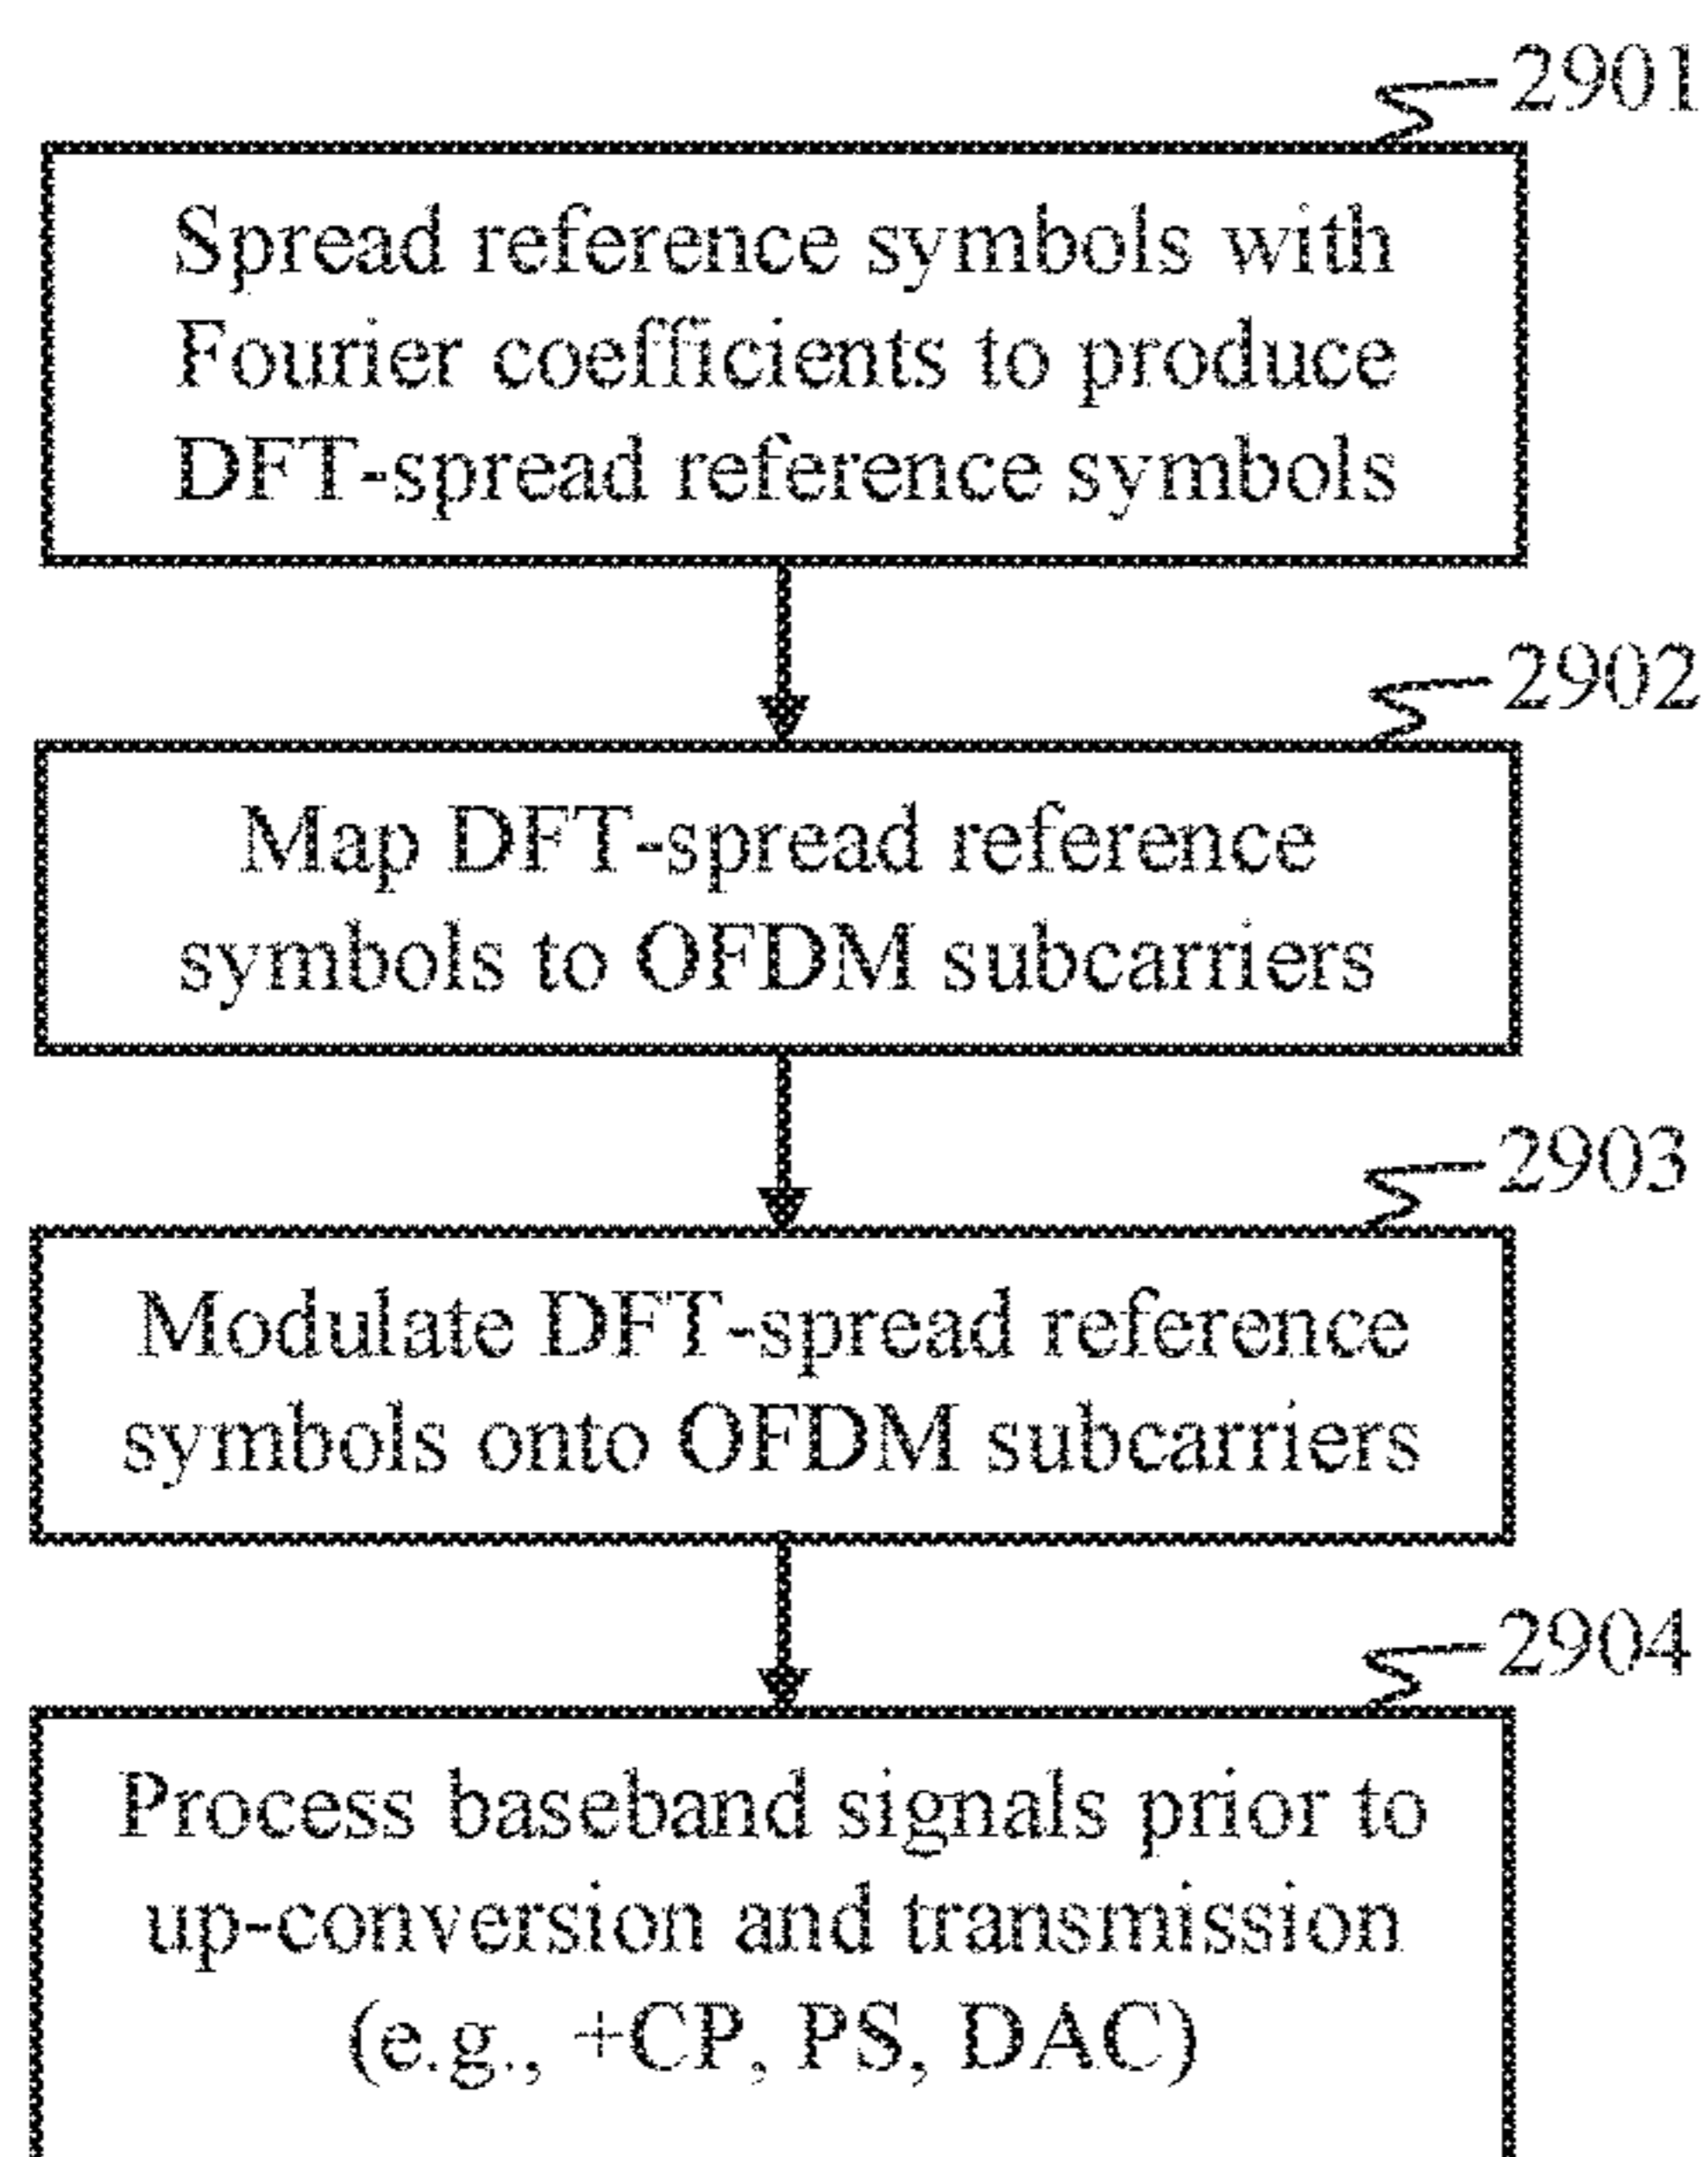 2901
Spread reference symbols with
Fourier coefficients to produce
DFT-spread reference symbols
2902
Map DFT-spread reference
symbols to OFDM subcarriers
2903
Modulate DFT-spread reference
symbols onto OFDM subcarriers
2904
Process baseband signals prior to
up-conversion and transmission
(e.g., +CP, PS, DAC)